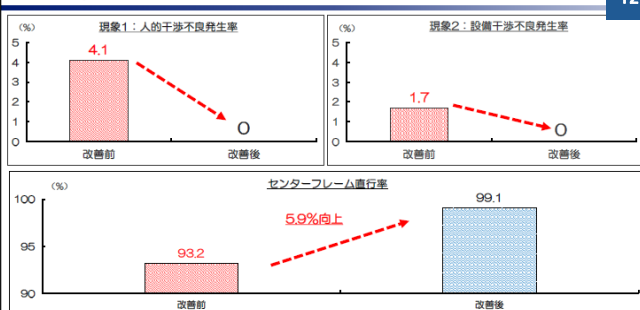 12
現象1：人的干渉不良発生率
(%)
5
4
3
2
1
0
4.1
0
改善前
改善後
現象2：設備干渉不良発生率
(%)
5
4
3
2
1
0
1.7
0
改善前
改善後
センターフレーム直行率
(%)
100
95
90
93.2
5.9%向上
99.1
改善前
改善後